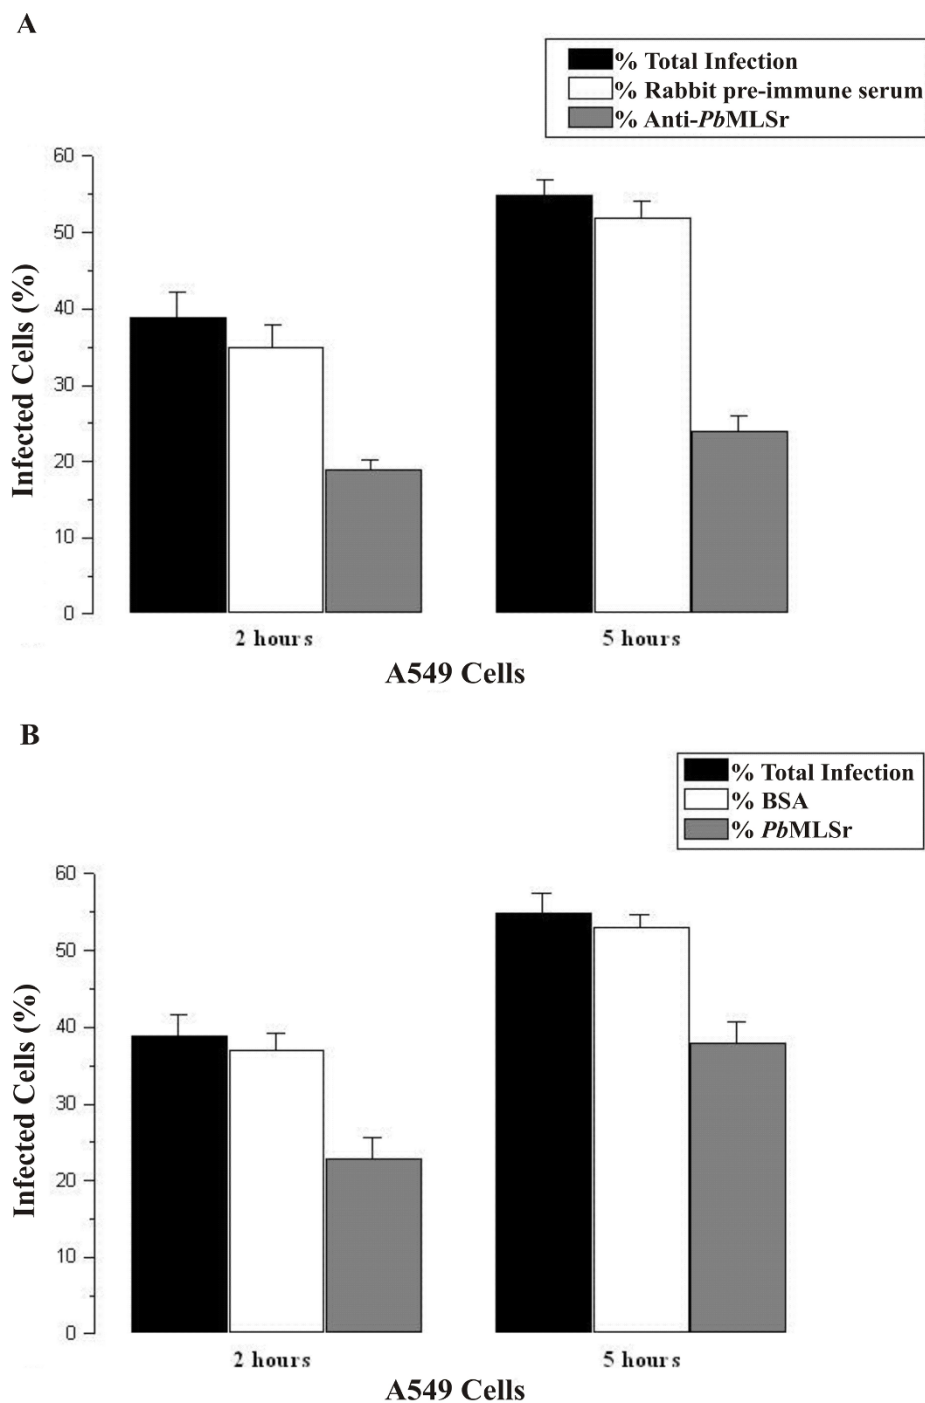 A
% Total Infection
% Rabbit pre-immune serum
% Anti-PbMLSr
60
50
40
30
20
10
0
Infected Cells (%)
2 hours
5 hours
A549 Cells
B
% Total Infection
% BSA
% PbMLSr
60
50
40
30
20
10
0
Infected Cells (%)
2 hours
5 hours
A549 Cells